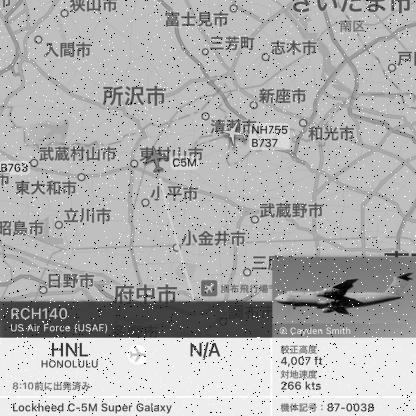 狭山市
さいたま市
富士見市
南区
入間市
三芳町
志木市
所沢市
新座市
清瀬市
NH755
B737
和光市
武蔵村山市
東村山市
C5M
B763
東大和市
小平市
立川市
武蔵野市
昭島市
小金井市
日野市
府中市
調布飛行場
RCH140
US Air Force (USAF)
© Cayden Smith
HNL
HONOLULU
N/A
8:10前に出発済み
較正高度
4,007 ft
対地速度
266 kts
Lockheed C-5M Super Galaxy
機体記号：87-0038